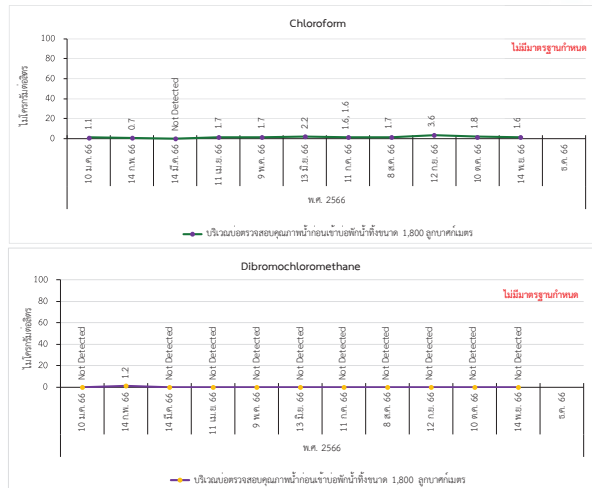 Chloroform
ไม่มีมาตรฐานกำหนด
ไมโครกรัมต่อลิตร
100
80
60
40
20
0
1.1
0.7
Not Detected
1.7
1.7
2.2
1.6, 1.6
1.7
3.6
1.8
1.6
10 ม.ค. 66
14 ก.พ. 66
14 มี.ค. 66
11 เม.ย. 66
9 พ.ค. 66
13 มิ.ย. 66
11 ก.ค. 66
8 ส.ค. 66
12 ก.ย. 66
10 ต.ค. 66
14 พ.ย. 66
ธ.ค. 66
พ.ศ. 2566
บริเวณบ่อตรวจสอบคุณภาพน้ำก่อนเข้าบ่อพักน้ำทิ้งขนาด 1,800 ลูกบาศก์เมตร
Dibromochloromethane
ไม่มีมาตรฐานกำหนด
ไมโครกรัมต่อลิตร
100
80
60
40
20
0
Not Detected
1.2
Not Detected
Not Detected
Not Detected
Not Detected
Not Detected
Not Detected
Not Detected
Not Detected
Not Detected
10 ม.ค. 66
14 ก.พ. 66
14 มี.ค. 66
11 เม.ย. 66
9 พ.ค. 66
13 มิ.ย. 66
11 ก.ค. 66
8 ส.ค. 66
12 ก.ย. 66
10 ต.ค. 66
14 พ.ย. 66
ธ.ค. 66
พ.ศ. 2566
บริเวณบ่อตรวจสอบคุณภาพน้ำก่อนเข้าบ่อพักน้ำทิ้งขนาด 1,800 ลูกบาศก์เมตร